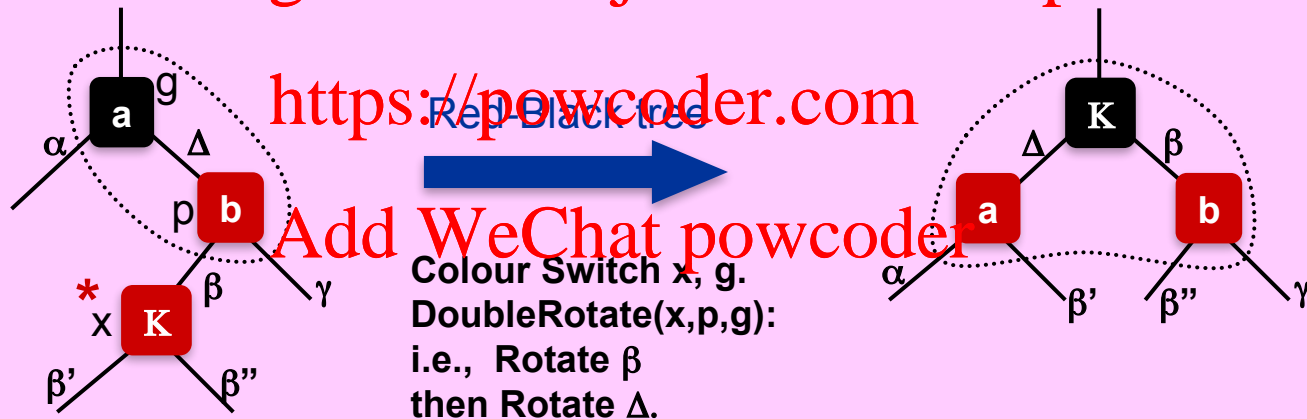 https://powcoder.com
Red-Black tree
Add WeChat powcoder
a
g
α
Δ
p
b
β
γ
*
x
K
β'
β"
Colour Switch x, g.
DoubleRotate(x,p,g):
i.e., Rotate β
then Rotate Δ.
K
Δ
β
a
b
α
β'
β"
γ